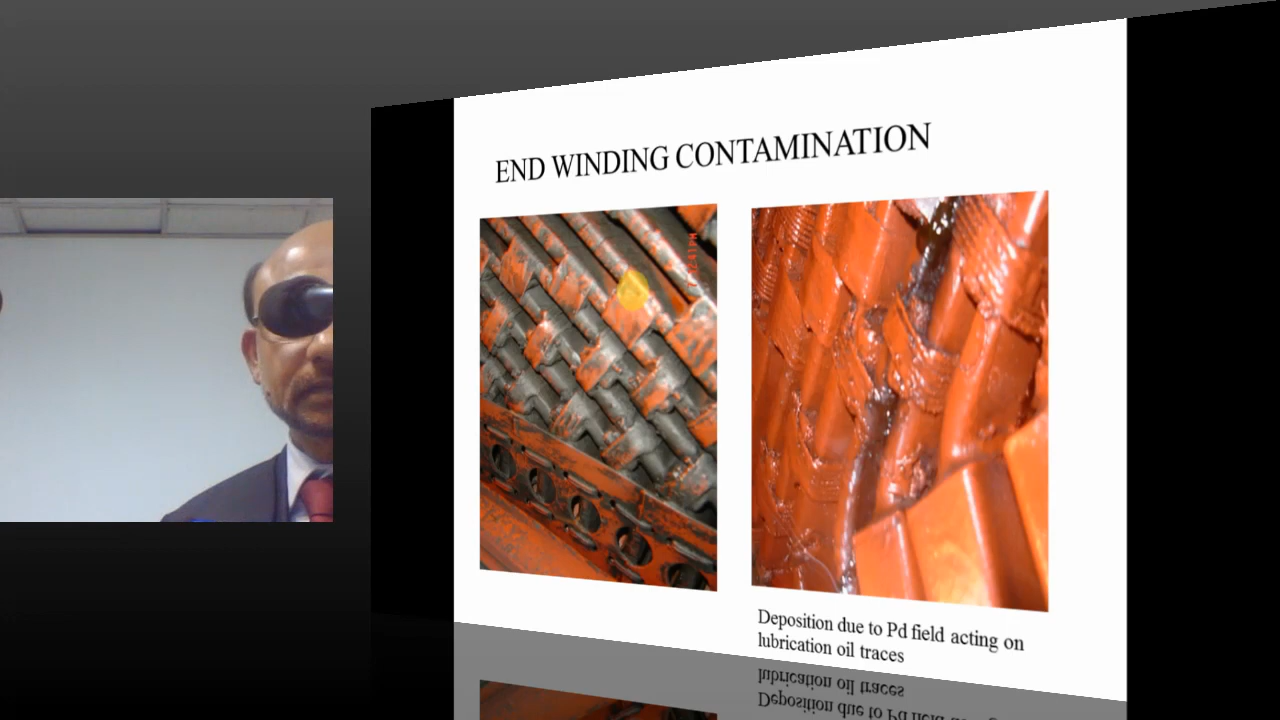 END WINDING CONTAMINATION
Deposition due to Pd field acting on
lubrication oil traces